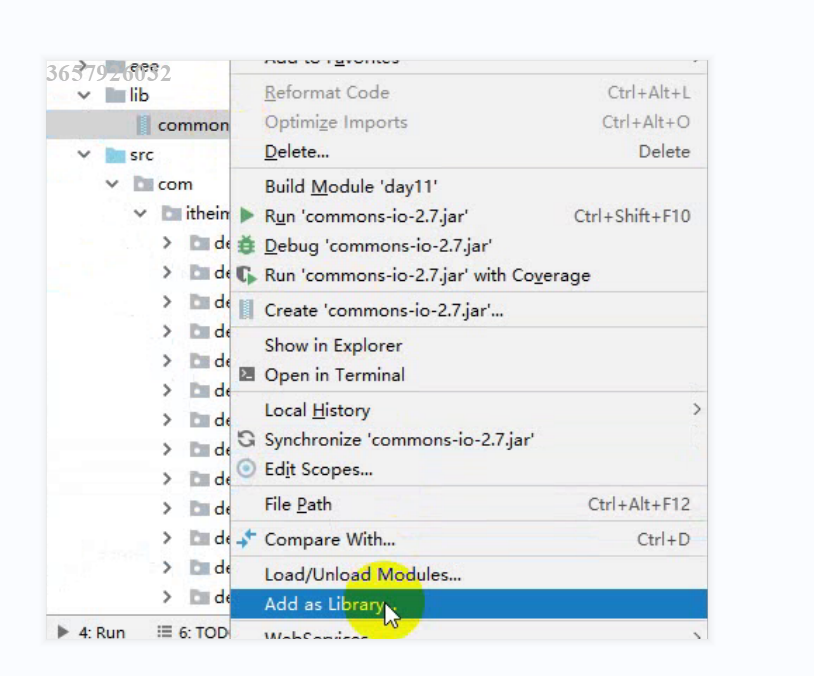 Add to Favorites
eee
3657926032
lib
Reformat Code Ctrl+Alt+L
common
Optimize Imports Ctrl+Alt+O
src
Delete... Delete
com
Build Module 'day11'
itheim
Run 'commons-io-2.7.jar' Ctrl+Shift+F10
de
Debug 'commons-io-2.7.jar'
de
Run 'commons-io-2.7.jar' with Coverage
de
Create 'commons-io-2.7.jar'...
de
Show in Explorer
de
Open in Terminal
de
Local History
de
Synchronize 'commons-io-2.7.jar'
de
Edit Scopes...
de
File Path Ctrl+Alt+F12
de
Compare With... Ctrl+D
de
Load/Unload Modules...
de
Add as Library...
de
4: Run 6: TOD
WebServices